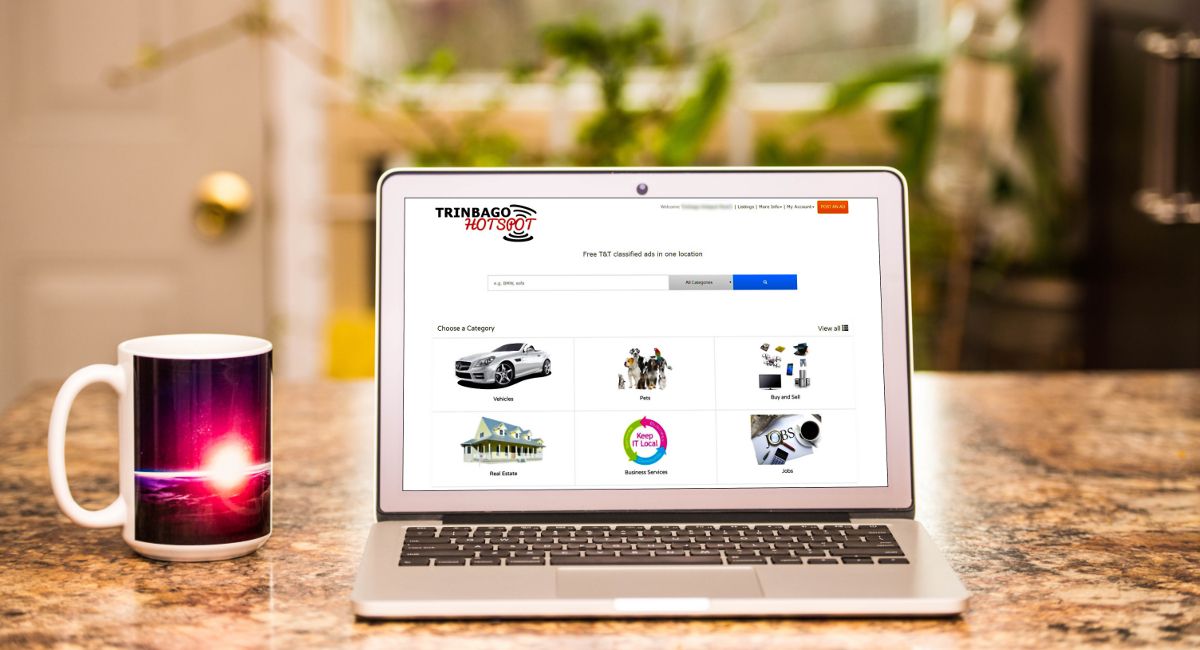 TRINBAGO
HOTSPOT
Welcome | Listings | More Info | My Account
POST AN AD
Free T&T classified ads in one location
e.g. BMW, sofa
All Categories
Choose a Category
View all
Vehicles
Pets
Buy and Sell
Keep
IT Local
JOBS
Real Estate
Business Services
Jobs